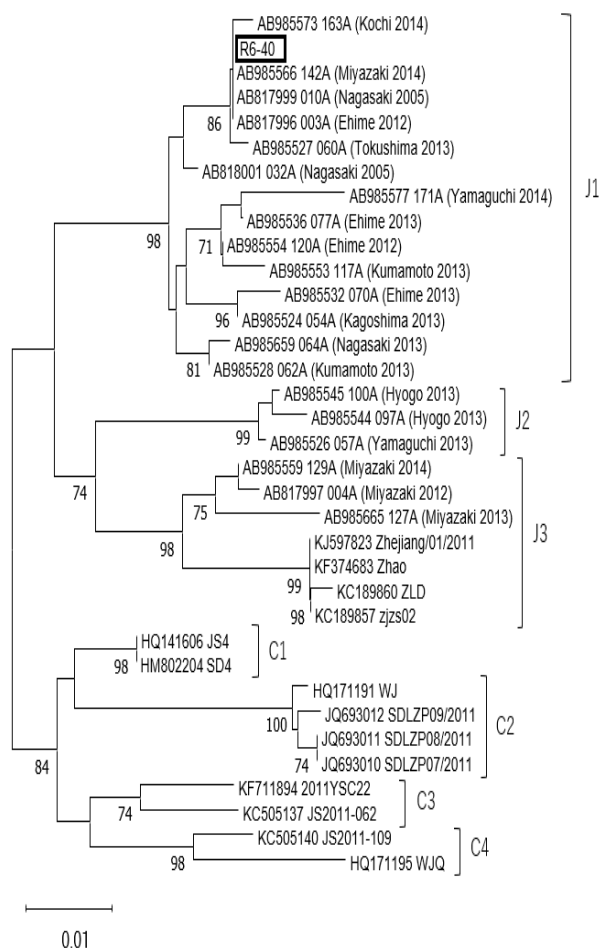 AB985573 163A (Kochi 2014)
R6-40
AB985566 142A (Miyazaki 2014)
AB817999 010A (Nagasaki 2005)
86
AB817996 003A (Ehime 2012)
AB985527 060A (Tokushima 2013)
AB818001 032A (Nagasaki 2005)
AB985577 171A (Yamaguchi 2014)
J1
AB985536 077A (Ehime 2013)
98
71
AB985554 120A (Ehime 2012)
AB985553 117A (Kumamoto 2013)
AB985532 070A (Ehime 2013)
96
AB985524 054A (Kagoshima 2013)
AB985659 064A (Nagasaki 2013)
81
AB985528 062A (Kumamoto 2013)
AB985545 100A (Hyogo 2013)
AB985544 097A (Hyogo 2013)
J2
99
AB985526 057A (Yamaguchi 2013)
AB985559 129A (Miyazaki 2014)
74
AB817997 004A (Miyazaki 2012)
75
AB985665 127A (Miyazaki 2013)
J3
98
KJ597823 Zhejiang/01/2011
KF374683 Zhao
99
KC189860 ZLD
98
KC189857 zjzs02
HQ141606 JS4
C1
98
HM802204 SD4
HQ171191 WJ
JQ693012 SDLZP09/2011
C2
100
JQ693011 SDLZP08/2011
74
JQ693010 SDLZP07/2011
84
KF711894 2011YSC22
C3
74
KC505137 JS2011-062
KC505140 JS2011-109
C4
98
HQ171195 WJQ
0.01